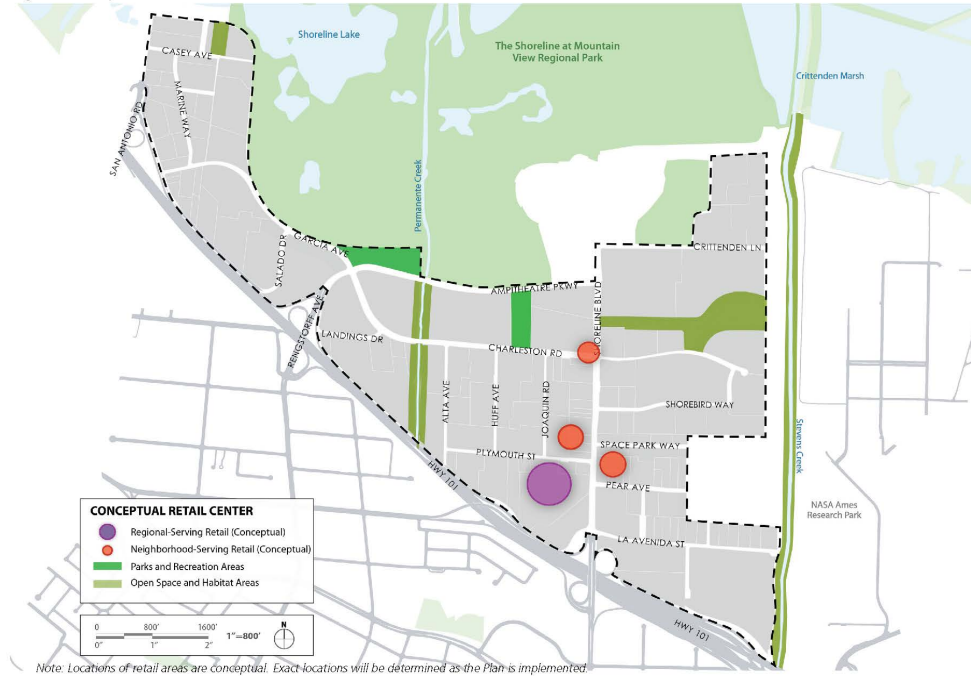 Shoreline Lake
The Shoreline at Mountain
View Regional Park
Crittenden Marsh
CASEY AVE
MARINE WAY
SAN ANTONIO RD
Permanente Creek
GARCIA AVE
SALADO DR
CRITTENDEN LN
RENGSTORFF AVE
AMPITHEATRE PKWY
SHORELINE BLVD
LANDINGS DR
CHARLESTON RD
ALTA AVE
HUFF AVE
JOAQUIN RD
SHOREBIRD WAY
SPACE PARK WAY
PLYMOUTH ST
PEAR AVE
Stevens Creek
HWY 101
NASA Ames
Research Park
LA AVENIDA ST
HWY 101
CONCEPTUAL RETAIL CENTER
Regional-Serving Retail (Conceptual)
Neighborhood-Serving Retail (Conceptual)
Parks and Recreation Areas
Open Space and Habitat Areas
0 800' 1600'
0" 1" 2"
1"=800'
N
Note: Locations of retail areas are conceptual. Exact locations will be determined as the Plan is implemented.